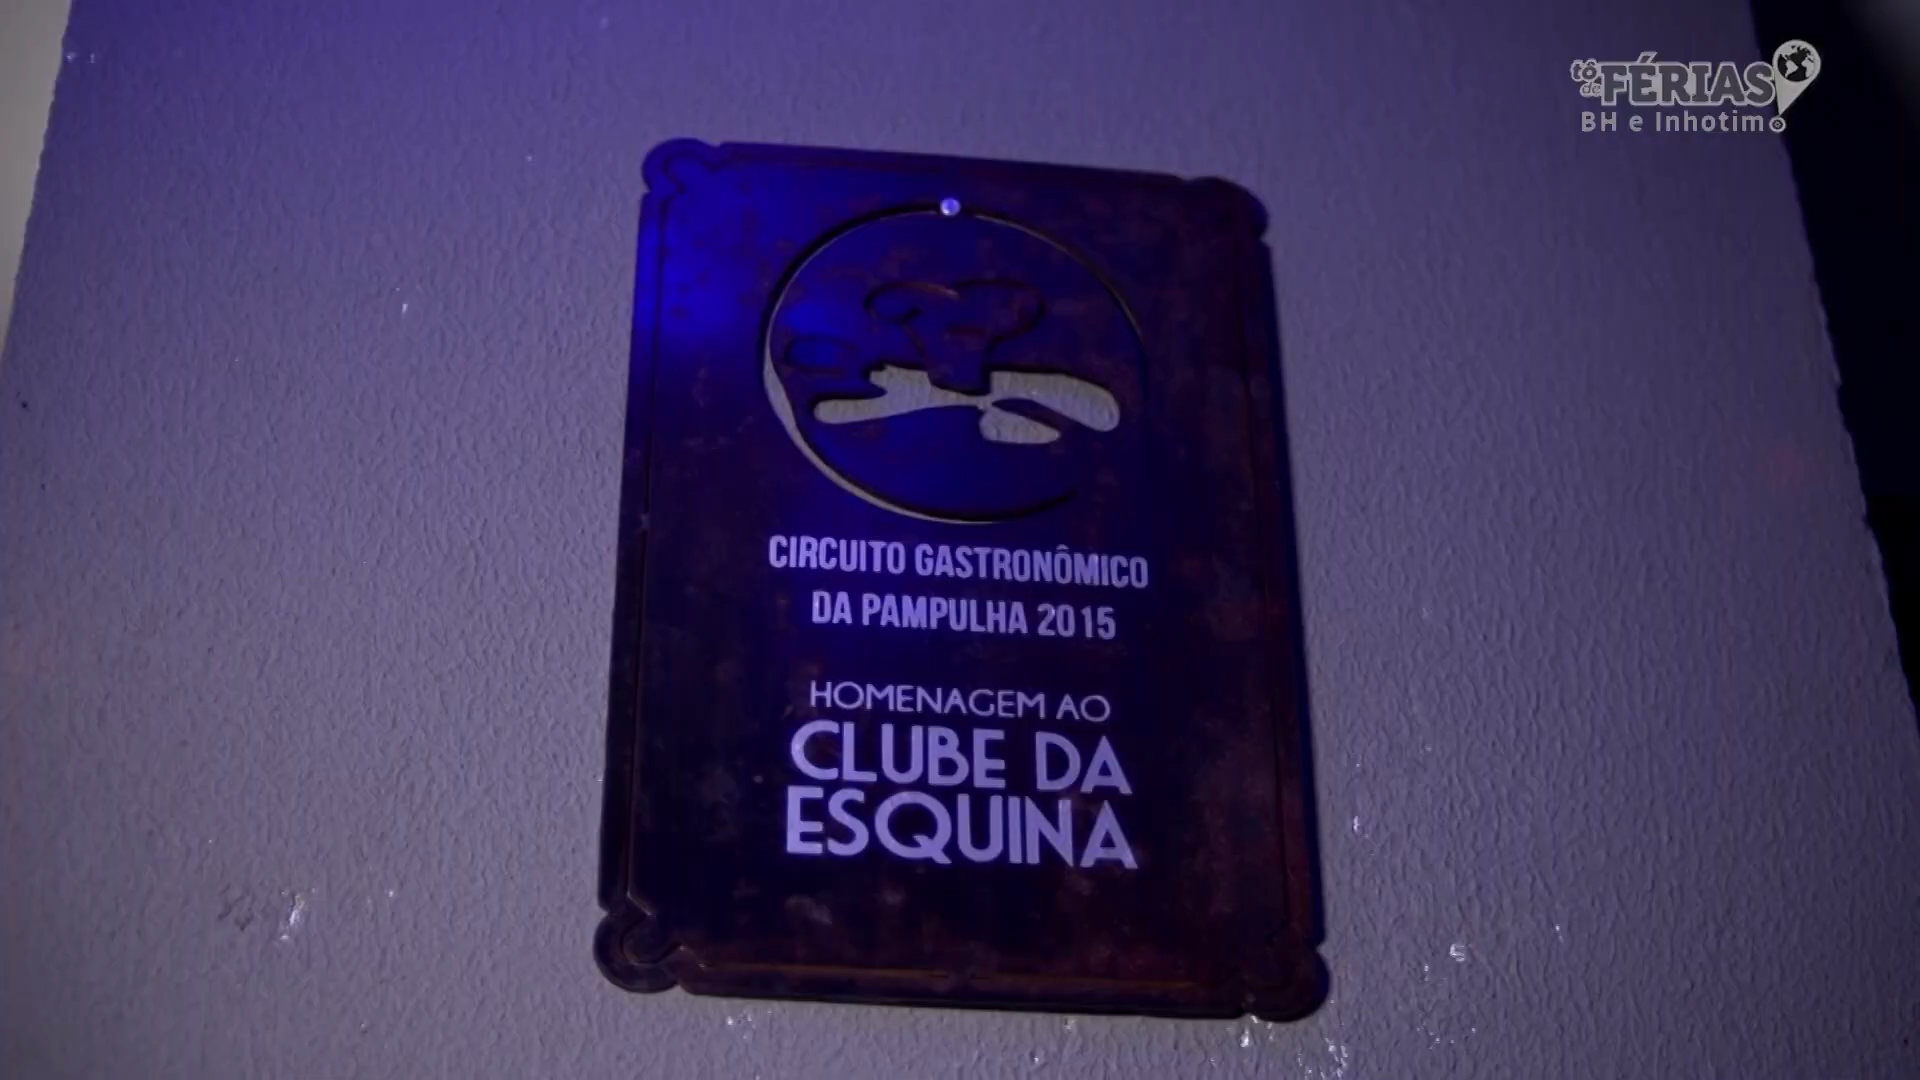 tô de FÉRIAS
BH e Inhotim
CIRCUITO GASTRONÔMICO
DA PAMPULHA 2015
HOMENAGEM AO
CLUBE DA
ESQUINA